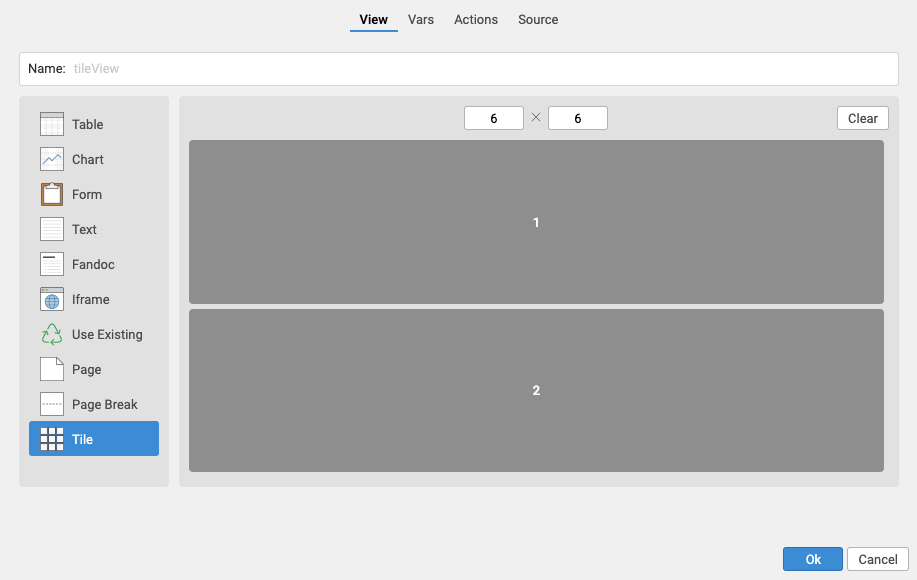 View Vars Actions Source
Name: tileView
6 × 6 Clear
Table
Chart
Form
Text
Fandoc
Iframe
Use Existing
Page
Page Break
Tile
1
2
Ok Cancel